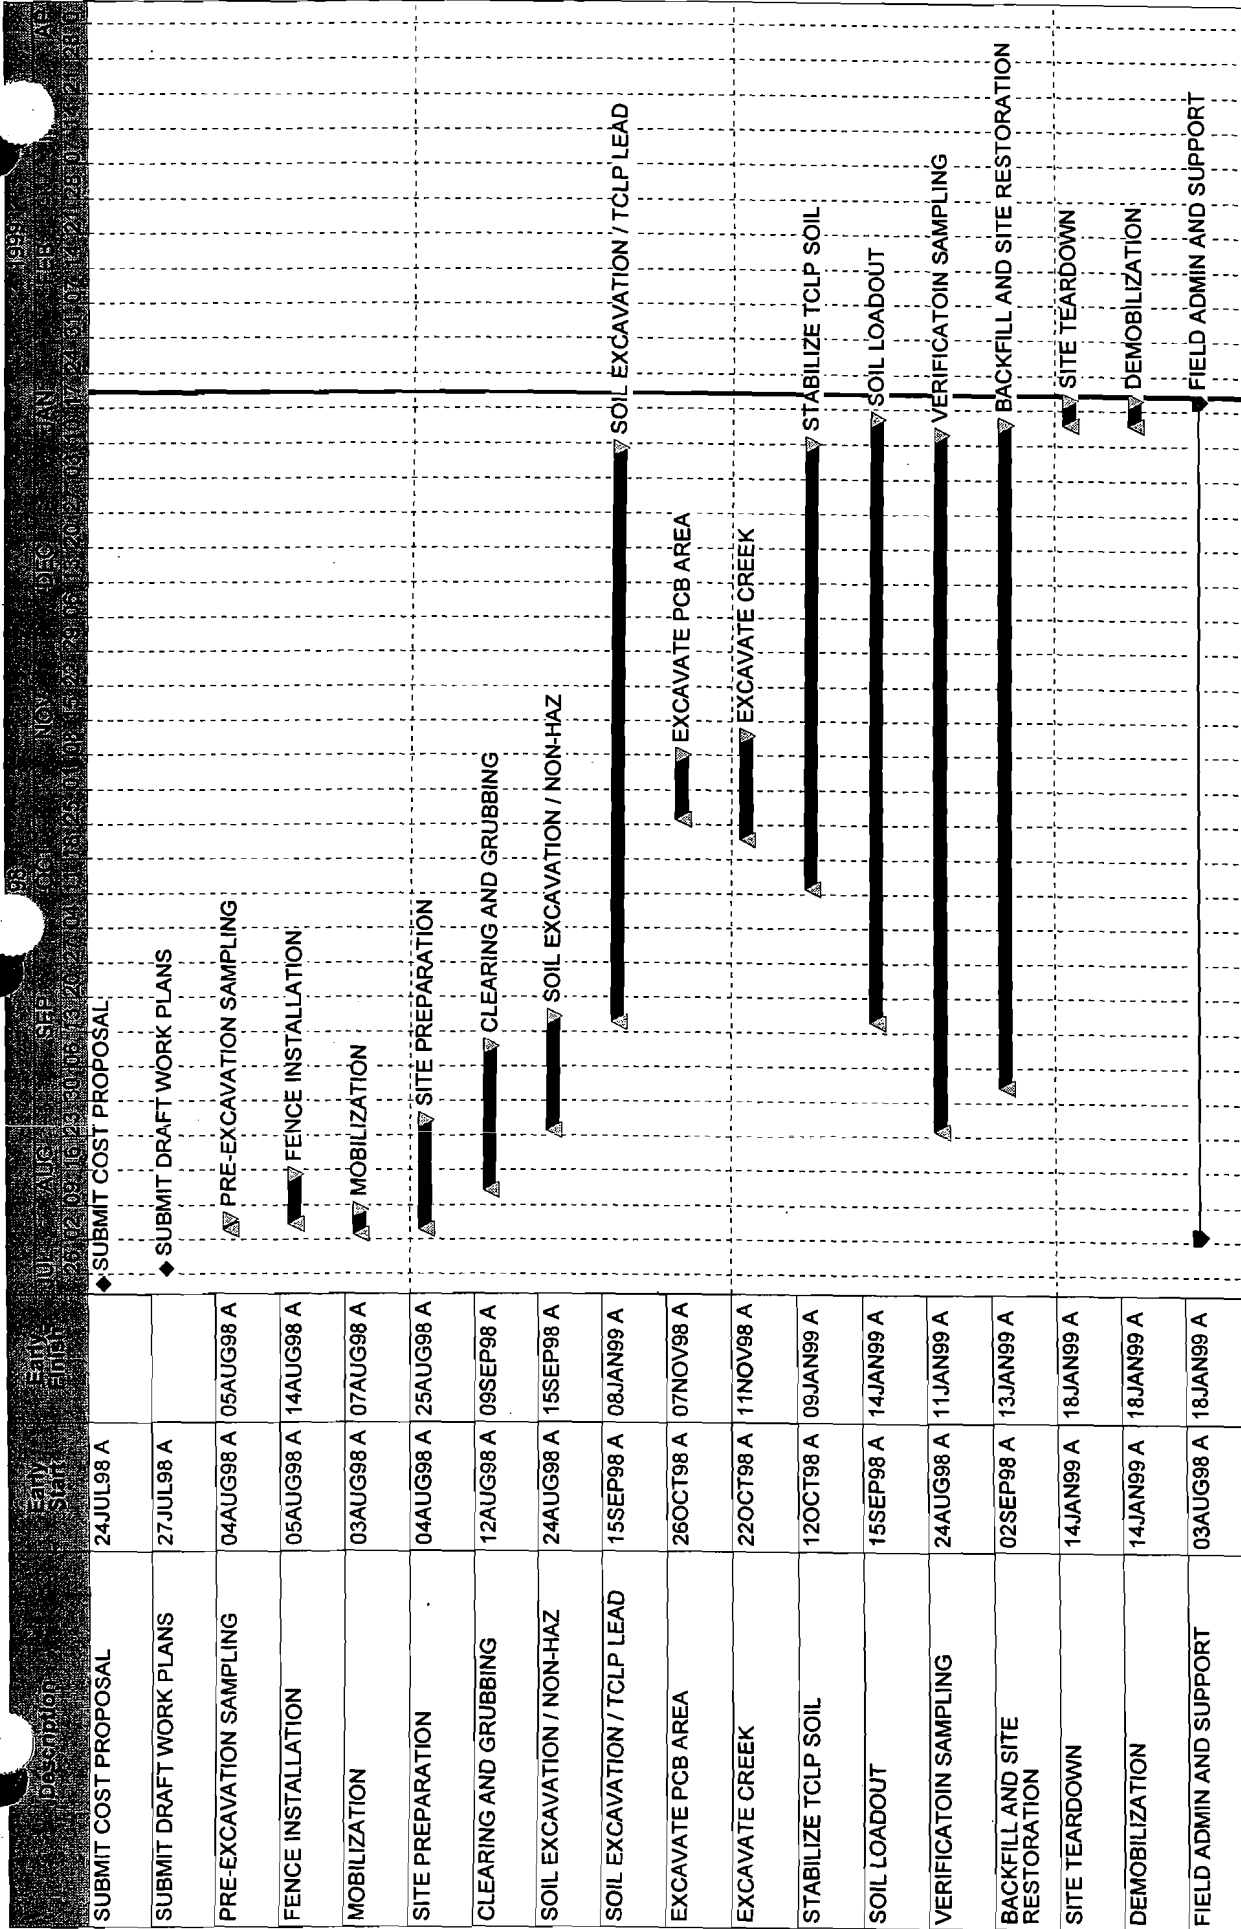 Description Early Start Early Finish
SUBMIT COST PROPOSAL 24JUL98 A
SUBMIT DRAFT WORK PLANS 27JUL98 A
PRE-EXCAVATION SAMPLING 04AUG98 A 05AUG98 A
FENCE INSTALLATION 05AUG98 A 14AUG98 A
MOBILIZATION 03AUG98 A 07AUG98 A
SITE PREPARATION 04AUG98 A 25AUG98 A
CLEARING AND GRUBBING 12AUG98 A 09SEP98 A
SOIL EXCAVATION / NON-HAZ 24AUG98 A 15SEP98 A
SOIL EXCAVATION / TCLP LEAD 15SEP98 A 08JAN99 A
EXCAVATE PCB AREA 26OCT98 A 07NOV98 A
EXCAVATE CREEK 22OCT98 A 11NOV98 A
STABILIZE TCLP SOIL 12OCT98 A 09JAN99 A
SOIL LOADOUT 15SEP98 A 14JAN99 A
VERIFICATOIN SAMPLING 24AUG98 A 11JAN99 A
BACKFILL AND SITE
RESTORATION 02SEP98 A 13JAN99 A
SITE TEARDOWN 14JAN99 A 18JAN99 A
DEMOBILIZATION 14JAN99 A 18JAN99 A
FIELD ADMIN AND SUPPORT 03AUG98 A 18JAN99 A
1999
AUG SEP OCT NOV DEC JAN
SUBMIT COST PROPOSAL
SUBMIT DRAFT WORK PLANS
PRE-EXCAVATION SAMPLING
FENCE INSTALLATION
MOBILIZATION
SITE PREPARATION
CLEARING AND GRUBBING
SOIL EXCAVATION / NON-HAZ
SOIL EXCAVATION / TCLP LEAD
EXCAVATE PCB AREA
EXCAVATE CREEK
STABILIZE TCLP SOIL
SOIL LOADOUT
VERIFICATOIN SAMPLING
BACKFILL AND SITE RESTORATION
SITE TEARDOWN
DEMOBILIZATION
FIELD ADMIN AND SUPPORT